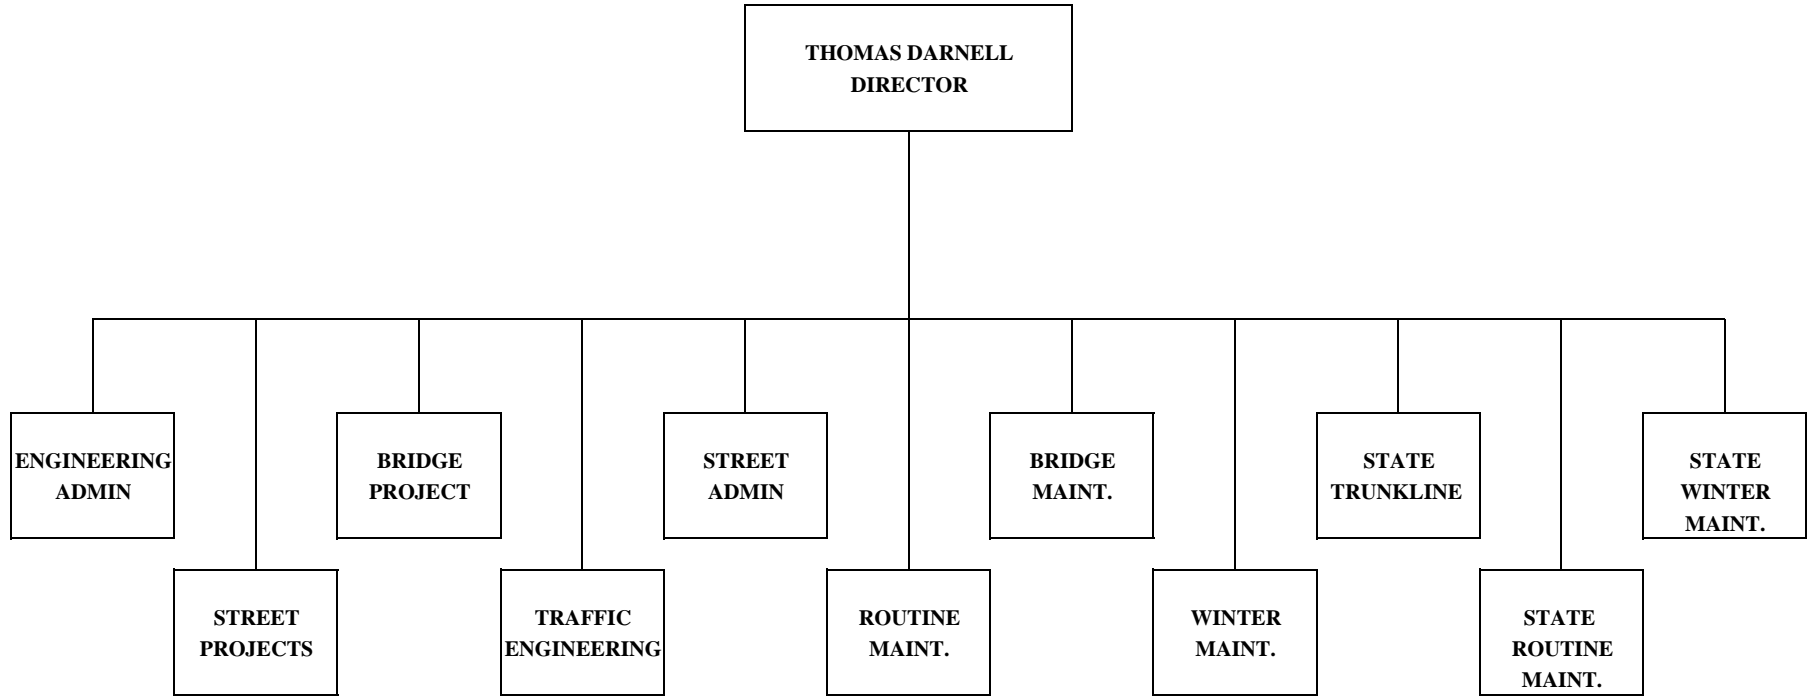 THOMAS DARNELL
DIRECTOR
ENGINEERING
ADMIN
BRIDGE
PROJECT
STREET
ADMIN
BRIDGE
MAINT.
STATE
TRUNKLINE
STATE
WINTER
MAINT.
STREET
PROJECTS
TRAFFIC
ENGINEERING
ROUTINE
MAINT.
WINTER
MAINT.
STATE
ROUTINE
MAINT.